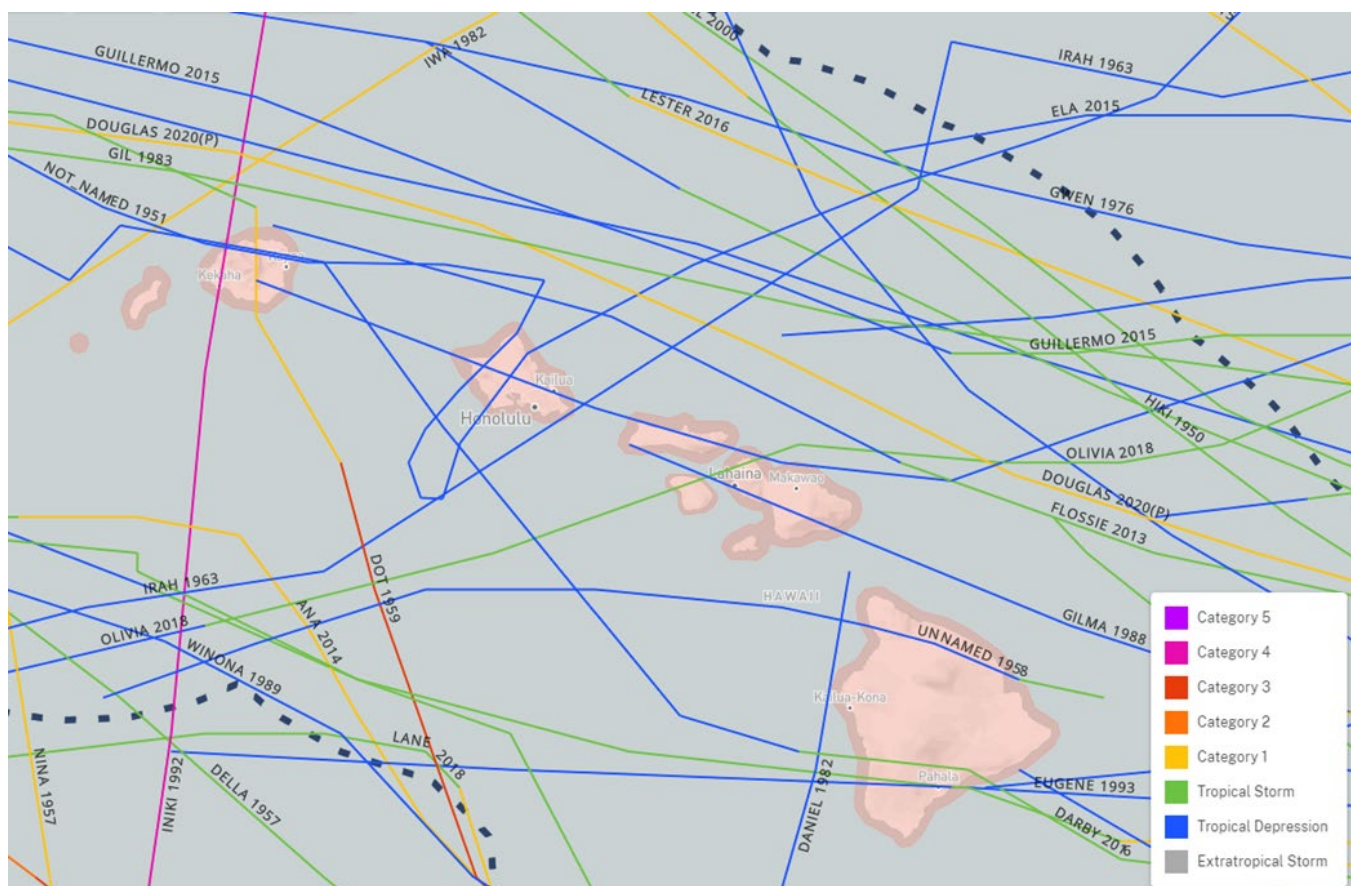 IWA 1982
2000
IRAH 1963
GUILLERMO 2015
LESTER 2016
ELA 2015
DOUGLAS 2020(P)
GIL 1983
NOT_NAMED 1951
GWEN 1976
Kekaha
GUILLERMO 2015
Kailua
Honolulu
HIKI 1950
Lahaina
Makawao
OLIVIA 2018
DOUGLAS 2020(P)
FLOSSIE 2013
DOT 1959
IRAH 1963
HAWAII
ANA 2014
GILMA 1988
OLIVIA 2018
UNNAMED 1958
WINONA 1989
Kailua-Kona
LANE 2018
NINA 1957
INIKI 1992
DELLA 1957
DANIEL 1982
Pāhala
EUGENE 1993
DARBY 2016
Category 5
Category 4
Category 3
Category 2
Category 1
Tropical Storm
Tropical Depression
Extratropical Storm